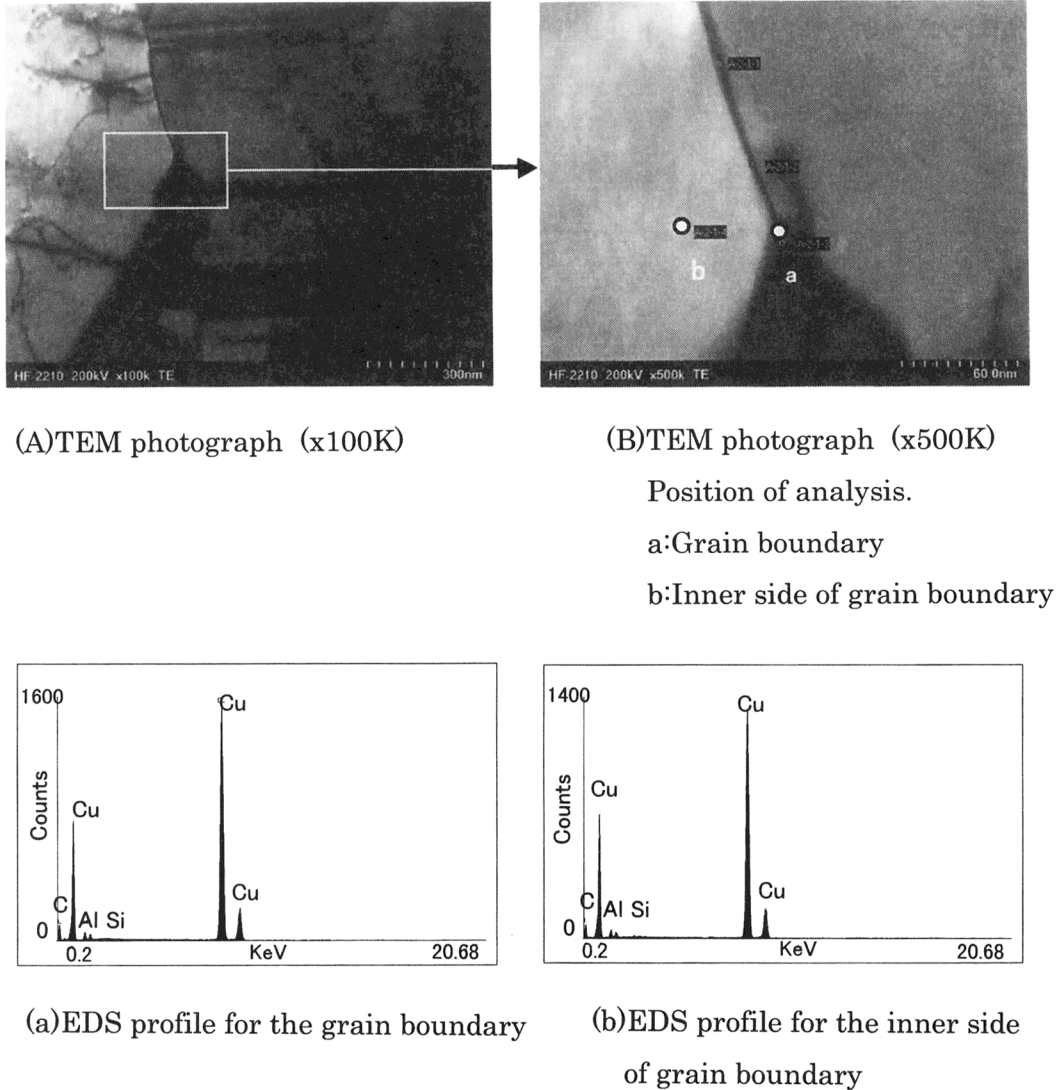 HF-2210 200kV x100k TE
300nm
HF-2210 200kV x500k TE
60.0nm
b
a
(A)TEM photograph (x100K)
(B)TEM photograph (x500K)
Position of analysis.
a:Grain boundary
b:Inner side of grain boundary
1600
Cu
Counts
Cu
Cu
C
Al Si
0
0.2
KeV
20.68
1400
Cu
Counts
Cu
Cu
C
Al Si
0
0.2
KeV
20.68
(a)EDS profile for the grain boundary
(b)EDS profile for the inner side
of grain boundary